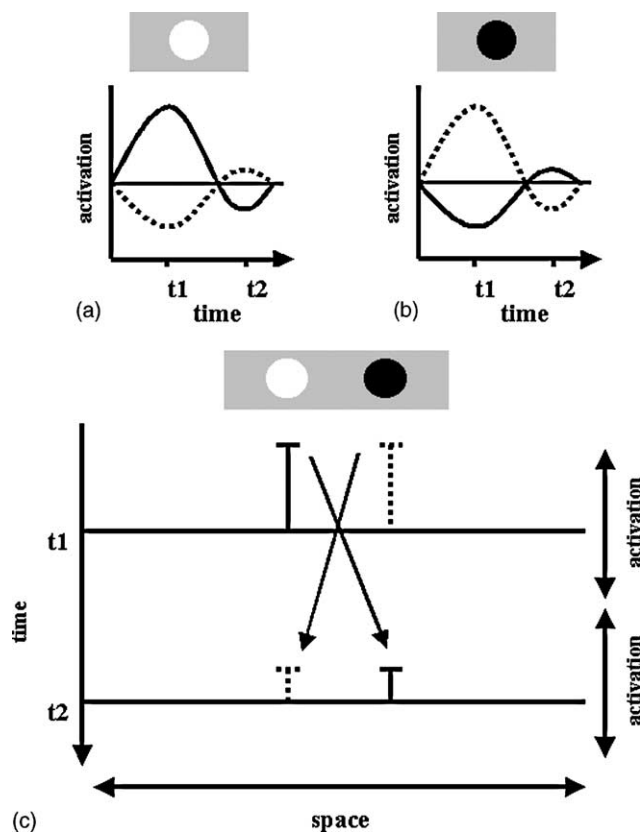 activation
activation
t1 t2
t1 t2
(a) time
(b) time
t1
activation
time
activation
t2
(c) space